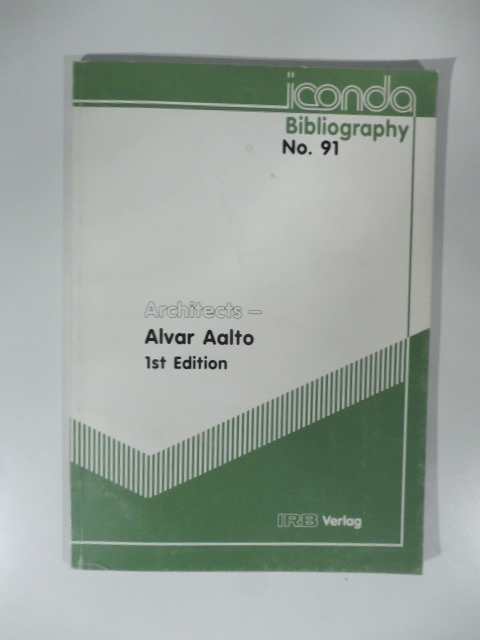 iconda
Bibliography
No. 91
Architects –
Alvar Aalto
1st Edition
IRB Verlag